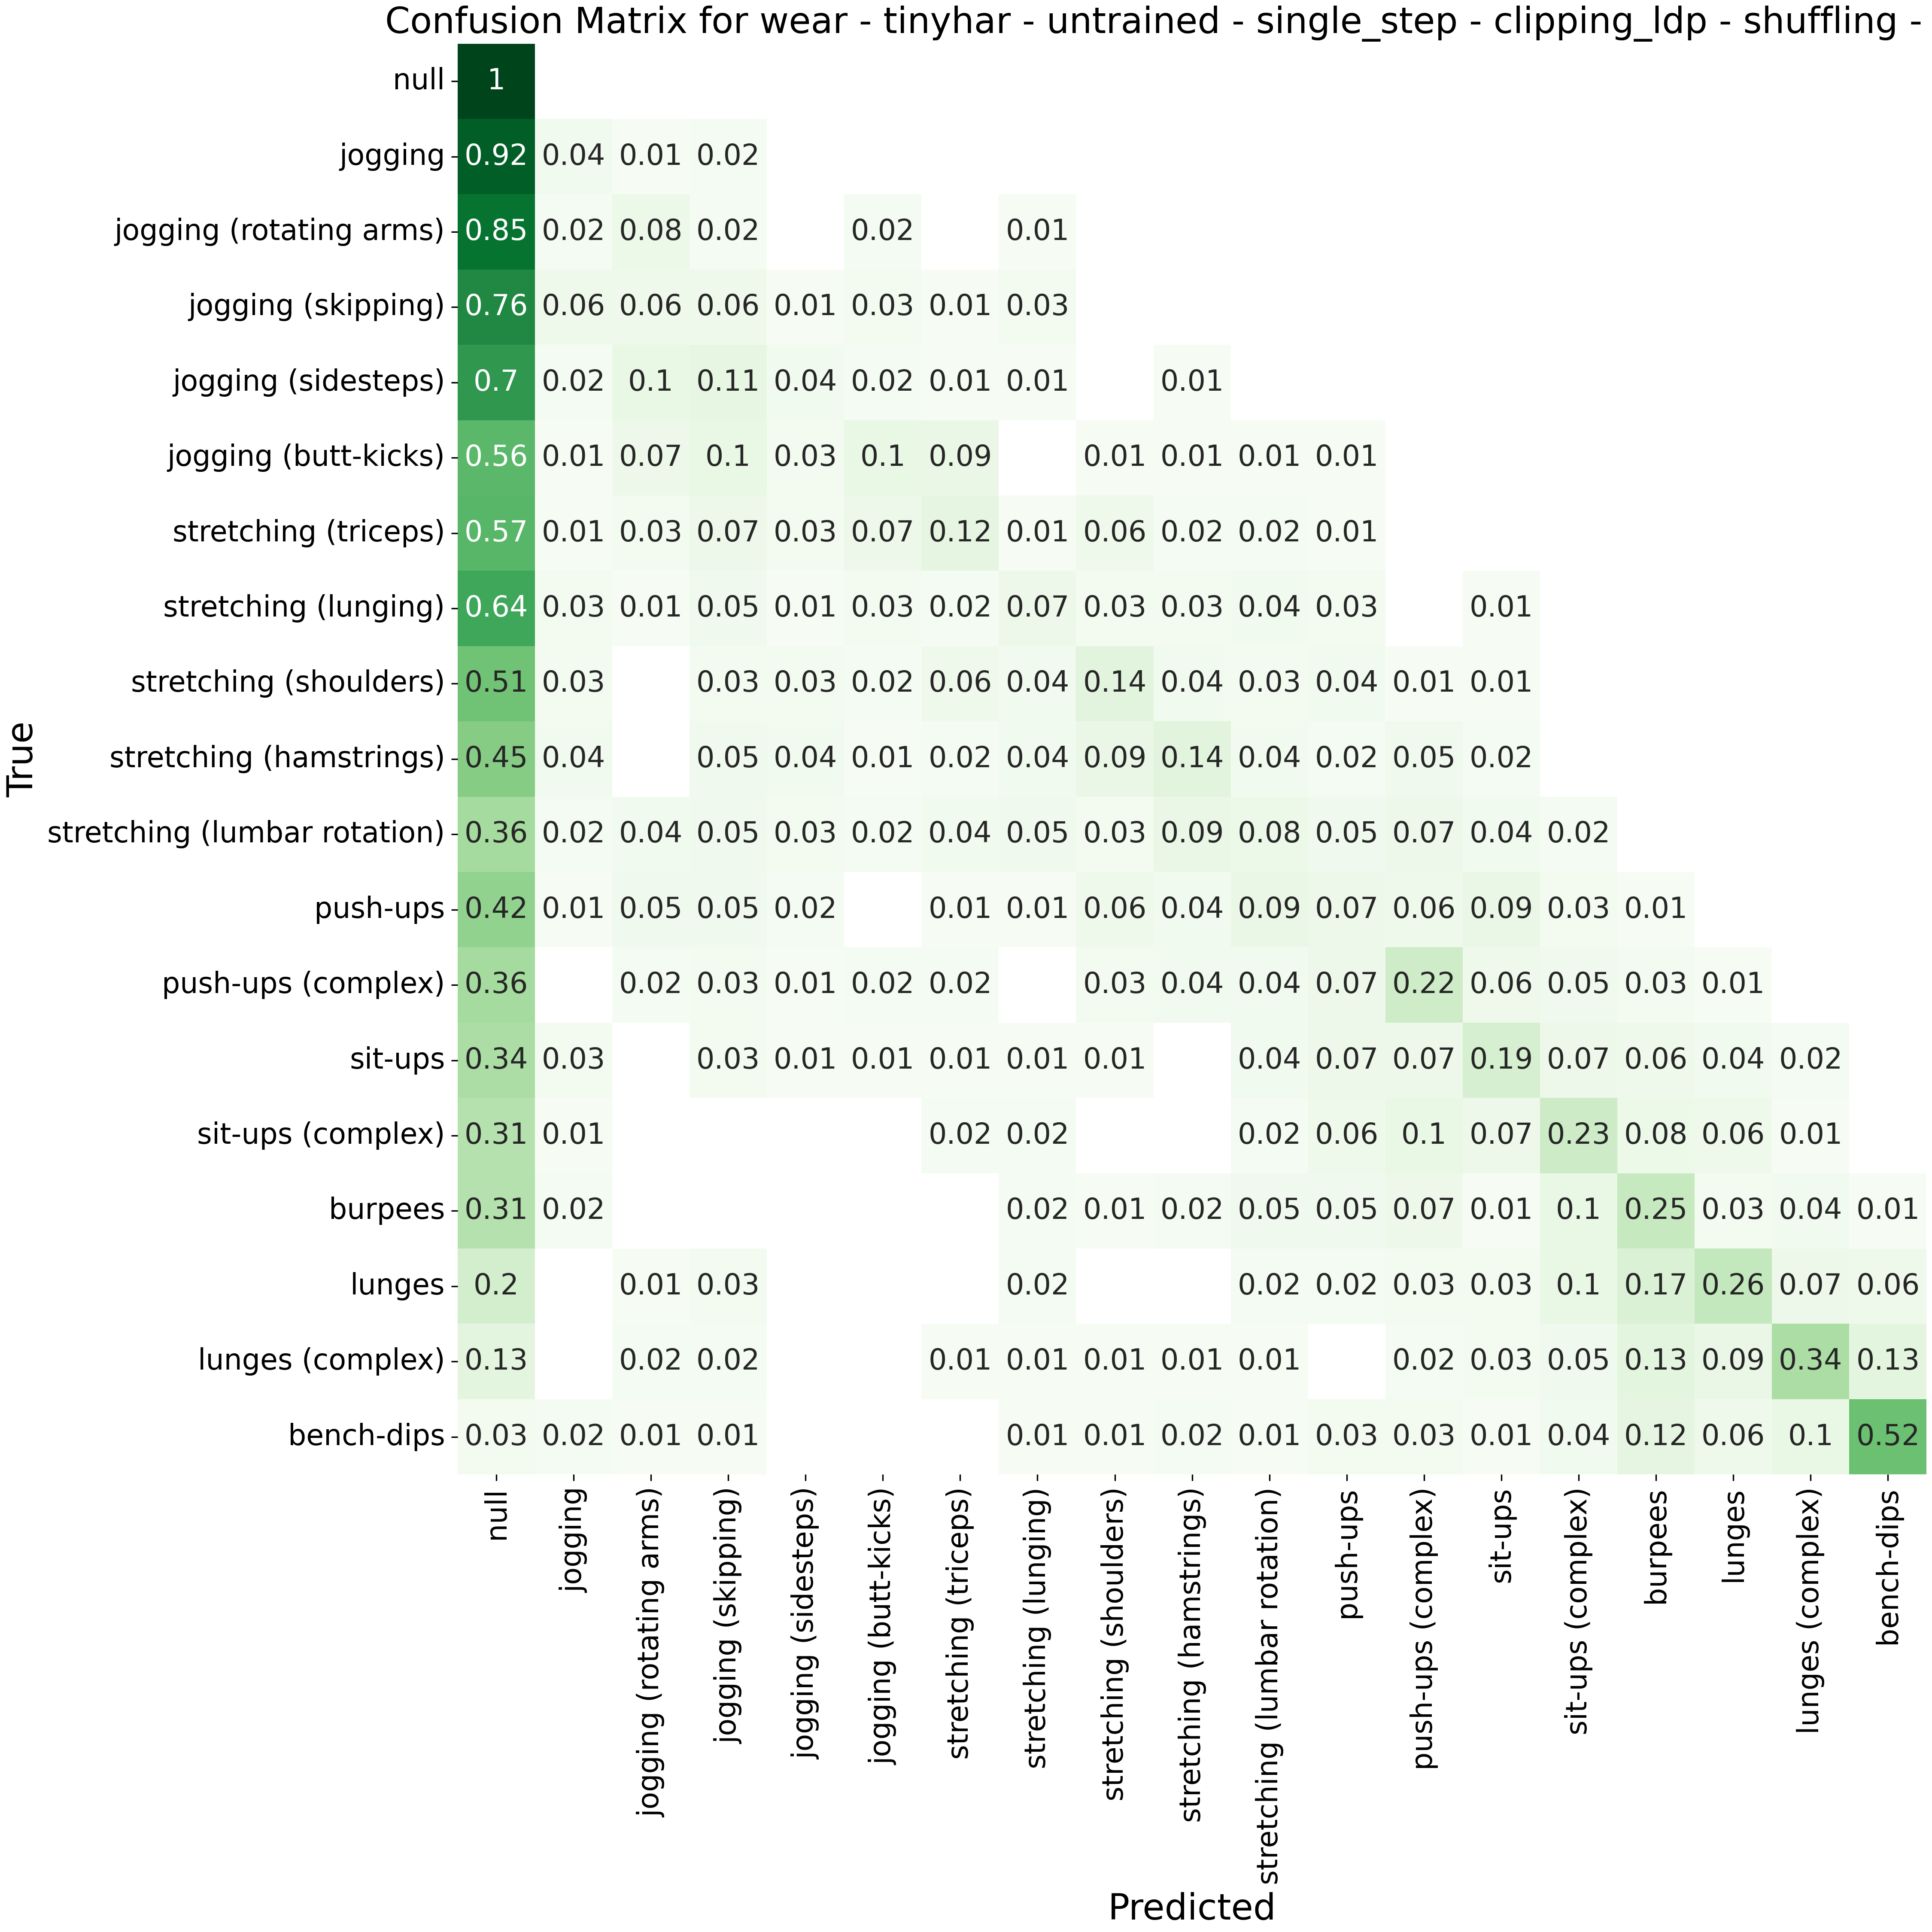 Confusion Matrix for wear - tinyhar - untrained - single_step - clipping_ldp - shuffling -
True
null 1
jogging 0.92 0.04 0.01 0.02
jogging (rotating arms) 0.85 0.02 0.08 0.02 0.02 0.01
jogging (skipping) 0.76 0.06 0.06 0.06 0.01 0.03 0.01 0.03
jogging (sidesteps) 0.7 0.02 0.1 0.11 0.04 0.02 0.01 0.01 0.01
jogging (butt-kicks) 0.56 0.01 0.07 0.1 0.03 0.1 0.09 0.01 0.01 0.01 0.01
stretching (triceps) 0.57 0.01 0.03 0.07 0.03 0.07 0.12 0.01 0.06 0.02 0.02 0.01
stretching (lunging) 0.64 0.03 0.01 0.05 0.01 0.03 0.02 0.07 0.03 0.03 0.04 0.03 0.01
stretching (shoulders) 0.51 0.03 0.03 0.03 0.02 0.06 0.04 0.14 0.04 0.03 0.04 0.01 0.01
stretching (hamstrings) 0.45 0.04 0.05 0.04 0.01 0.02 0.04 0.09 0.14 0.04 0.02 0.05 0.02
stretching (lumbar rotation) 0.36 0.02 0.04 0.05 0.03 0.02 0.04 0.05 0.03 0.09 0.08 0.05 0.07 0.04 0.02
push-ups 0.42 0.01 0.05 0.05 0.02 0.01 0.01 0.06 0.04 0.09 0.07 0.06 0.09 0.03 0.01
push-ups (complex) 0.36 0.02 0.03 0.01 0.02 0.02 0.03 0.04 0.04 0.07 0.22 0.06 0.05 0.03 0.01
sit-ups 0.34 0.03 0.03 0.01 0.01 0.01 0.01 0.01 0.04 0.07 0.07 0.19 0.07 0.06 0.04 0.02
sit-ups (complex) 0.31 0.01 0.02 0.02 0.02 0.06 0.1 0.07 0.23 0.08 0.06 0.01
burpees 0.31 0.02 0.02 0.01 0.02 0.05 0.05 0.07 0.01 0.1 0.25 0.03 0.04 0.01
lunges 0.2 0.01 0.03 0.02 0.02 0.02 0.03 0.03 0.1 0.17 0.26 0.07 0.06
lunges (complex) 0.13 0.02 0.02 0.01 0.01 0.01 0.01 0.01 0.02 0.03 0.05 0.13 0.09 0.34 0.13
bench-dips 0.03 0.02 0.01 0.01 0.01 0.01 0.02 0.01 0.03 0.03 0.01 0.04 0.12 0.06 0.1 0.52
null
jogging
jogging (rotating arms)
jogging (skipping)
jogging (sidesteps)
jogging (butt-kicks)
stretching (triceps)
stretching (lunging)
stretching (shoulders)
stretching (hamstrings)
stretching (lumbar rotation)
push-ups
push-ups (complex)
sit-ups
sit-ups (complex)
burpees
lunges
lunges (complex)
bench-dips
Predicted